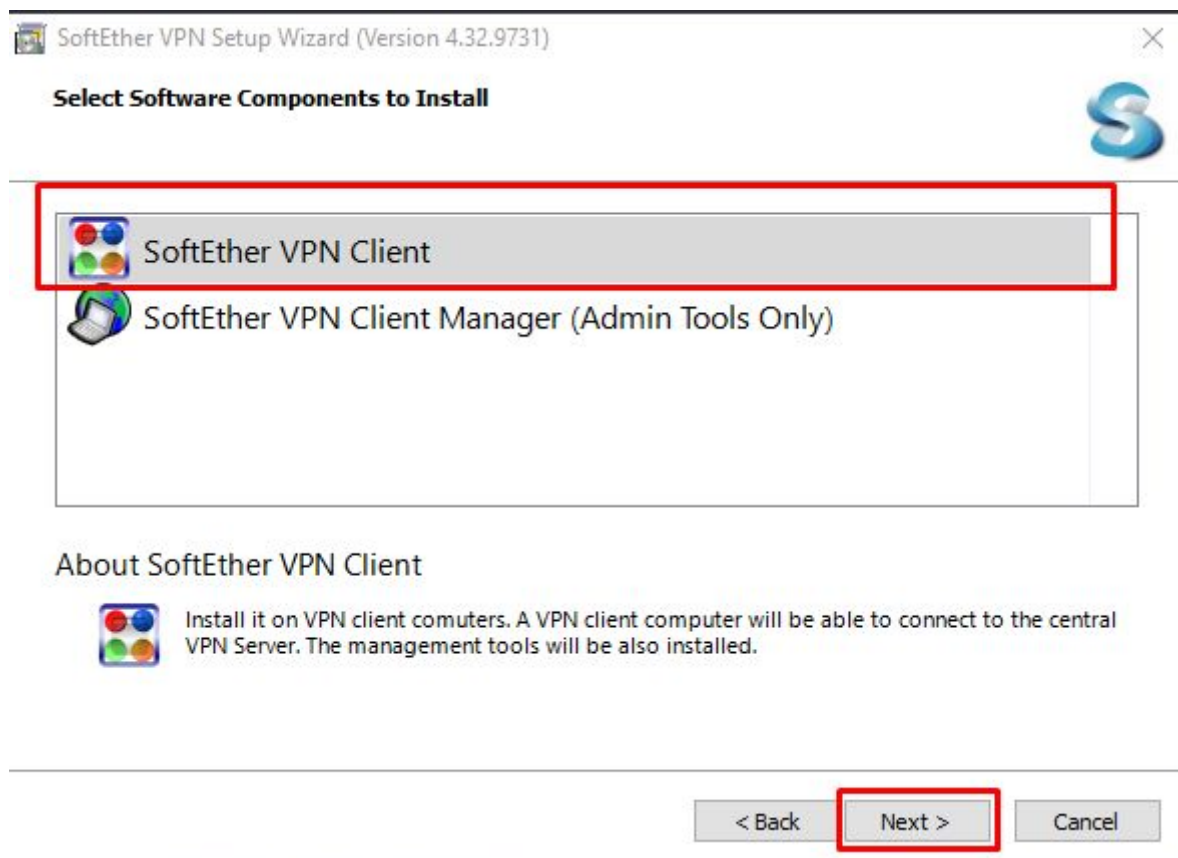 SoftEther VPN Setup Wizard (Version 4.32.9731)
Select Software Components to Install
SoftEther VPN Client
SoftEther VPN Client Manager (Admin Tools Only)
About SoftEther VPN Client
Install it on VPN client comuters. A VPN client computer will be able to connect to the central
VPN Server. The management tools will be also installed.
< Back
Next >
Cancel